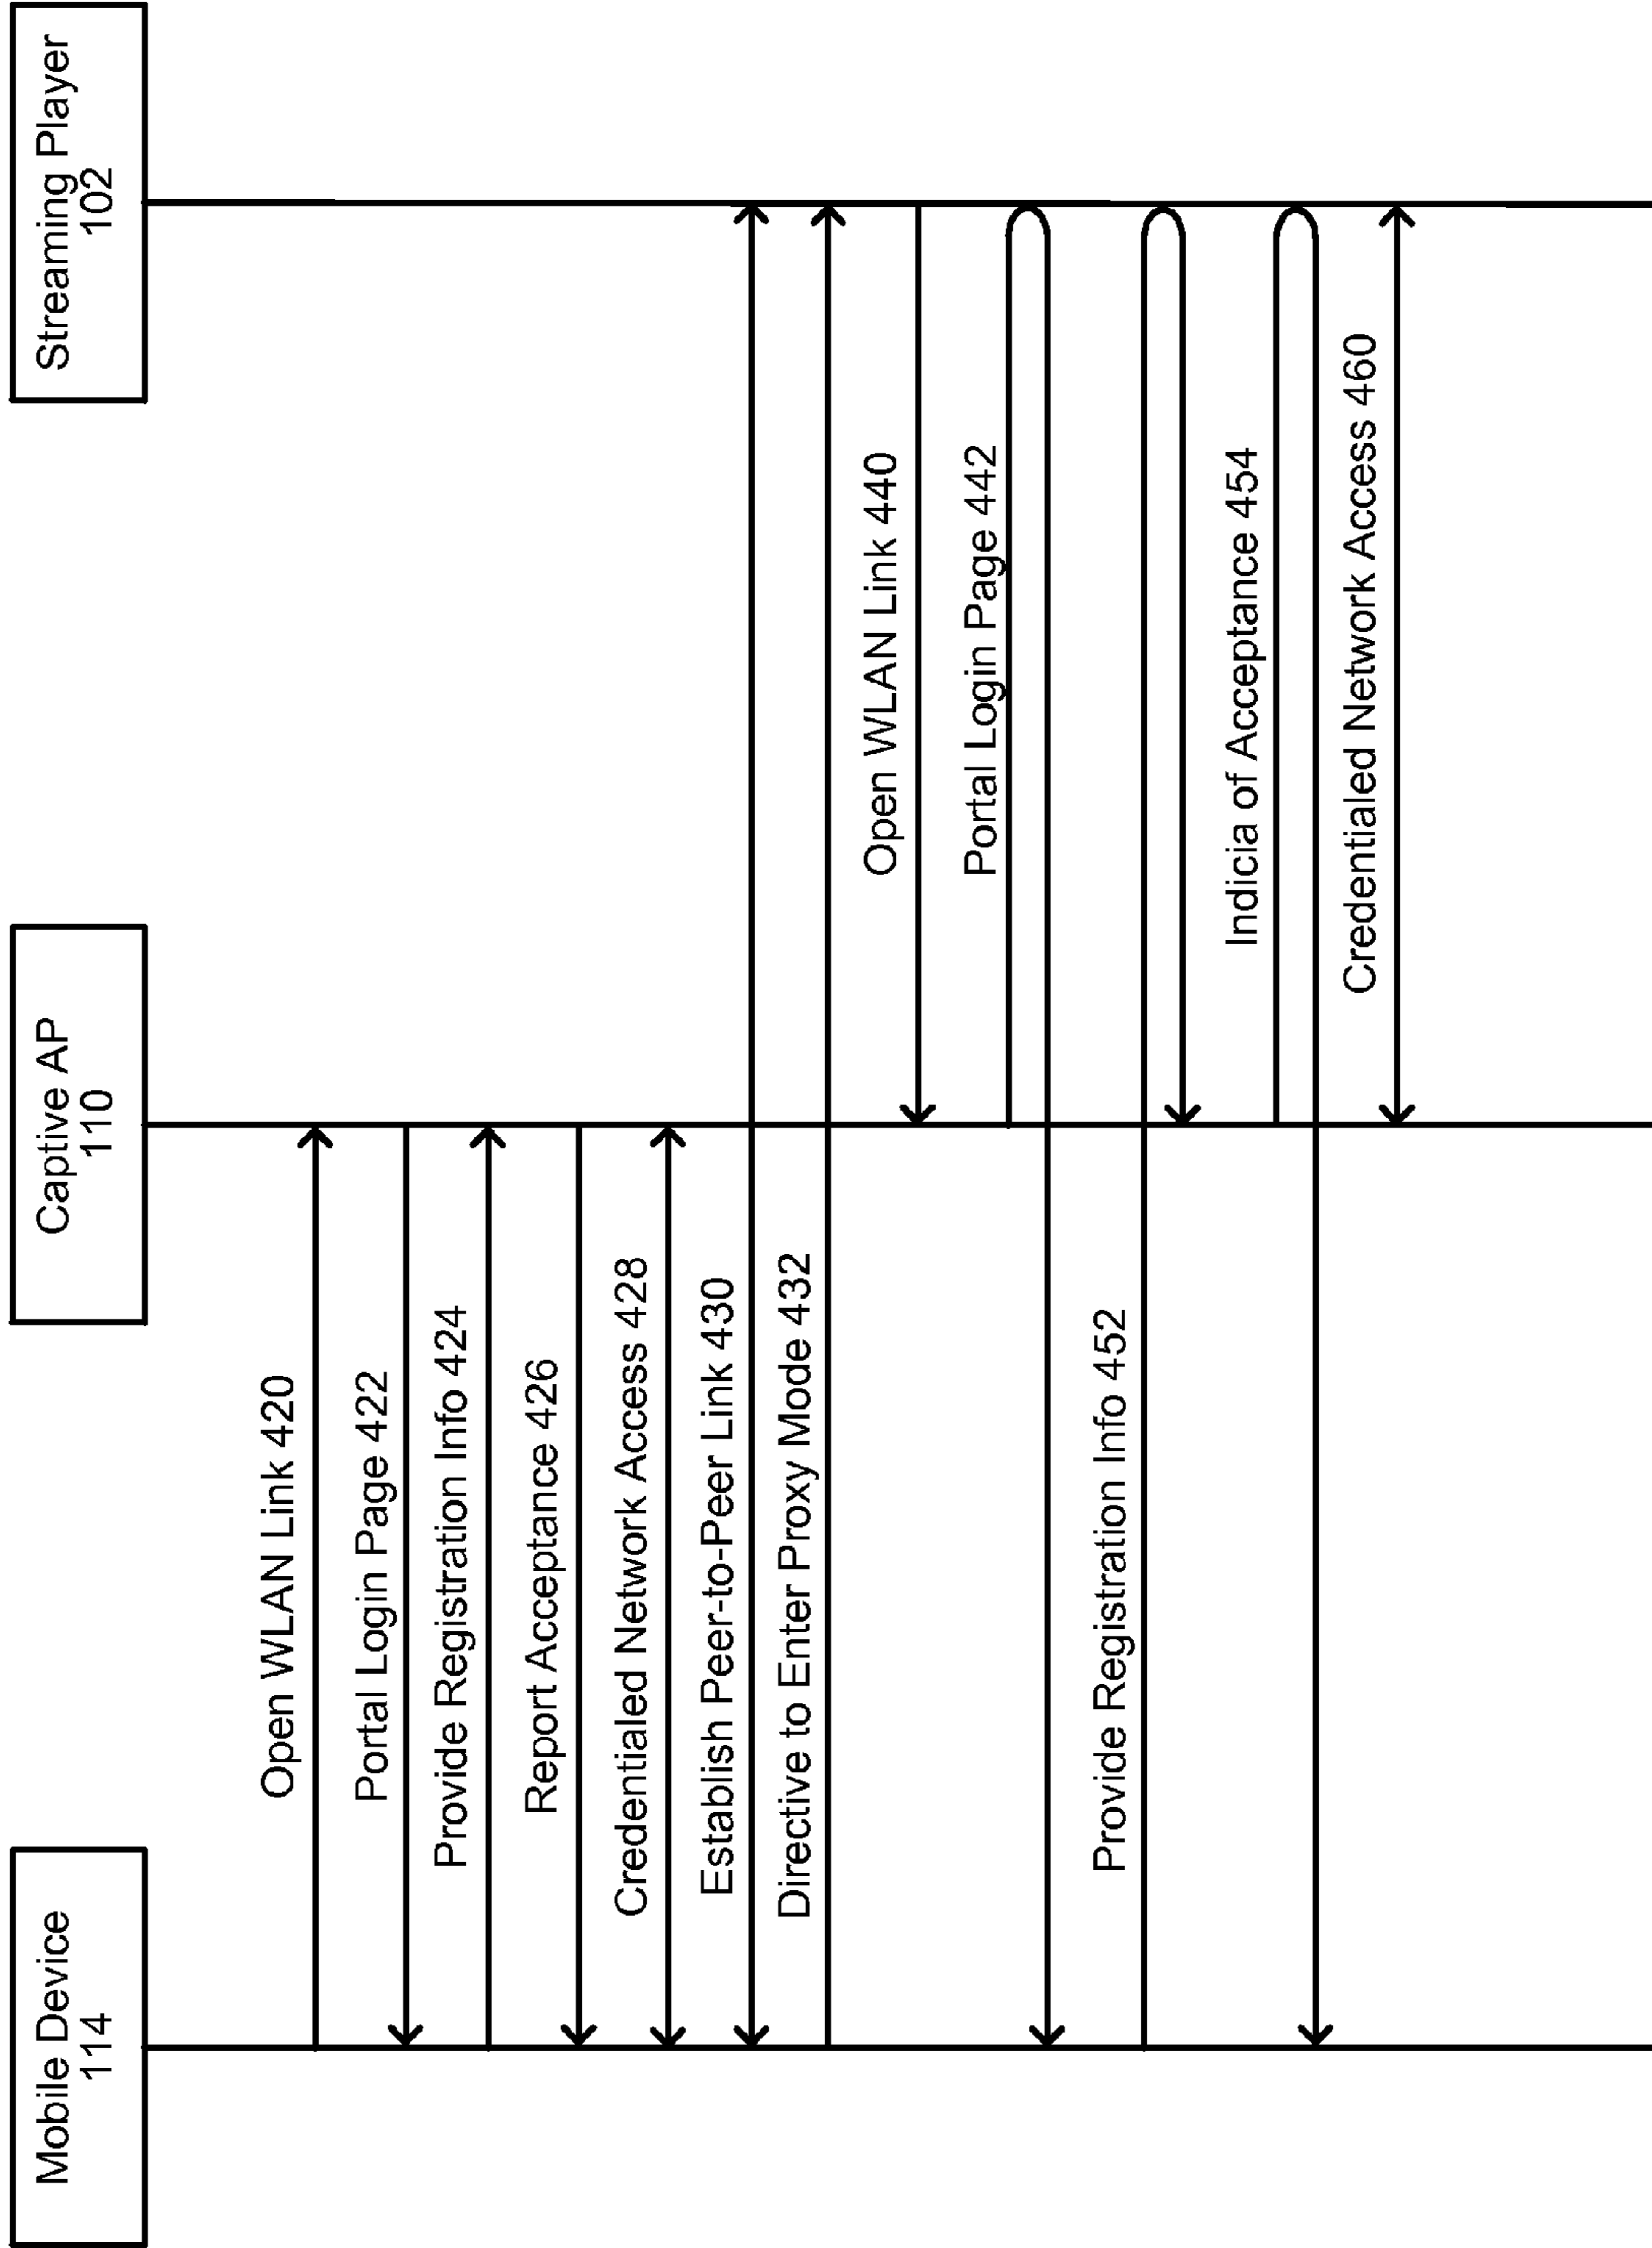 Mobile Device
114
Captive AP
110
Streaming Player
102
Open WLAN Link 420
Portal Login Page 422
Provide Registration Info 424
Report Acceptance 426
Credentialed Network Access 428
Establish Peer-to-Peer Link 430
Directive to Enter Proxy Mode 432
Open WLAN Link 440
Portal Login Page 442
Provide Registration Info 452
Indicia of Acceptance 454
Credentialed Network Access 460